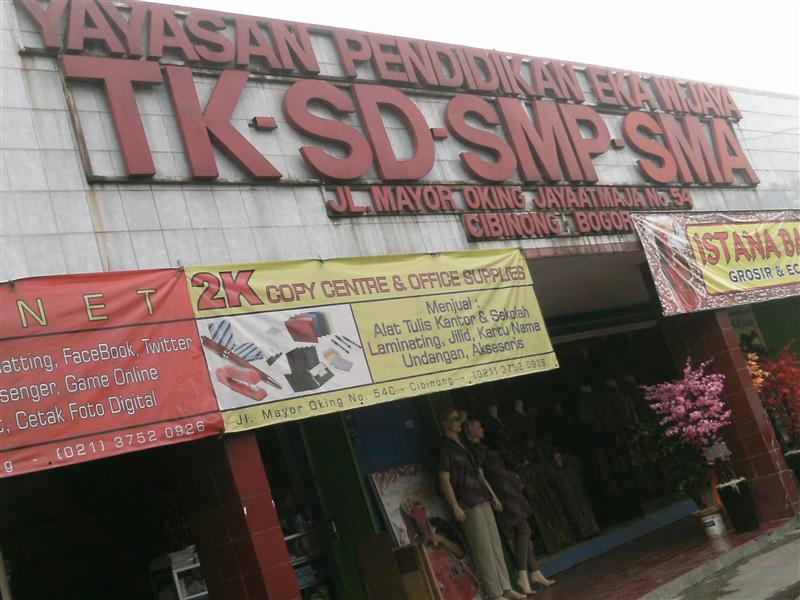 YAYASAN PENDIDIKAN EKA WIJAYA
TK-SD-SMP-SMA
JL. MAYOR OKING JAYAATMAJA No. 54
CIBINONG - BOGOR
NET
atting, FaceBook, Twitter
senger, Game Online
Cetak Foto Digital
(021) 3752 0926
2K COPY CENTRE & OFFICE SUPPLIES
Menjual :
Alat Tulis Kantor & Sekolah
Laminating, Jilid, Kartu Nama
Undangan, Aksesoris
Jl. Mayor Oking No. 54C - Cibinong - (021) 3752 0926
ISTANA BA
GROSIR & EC